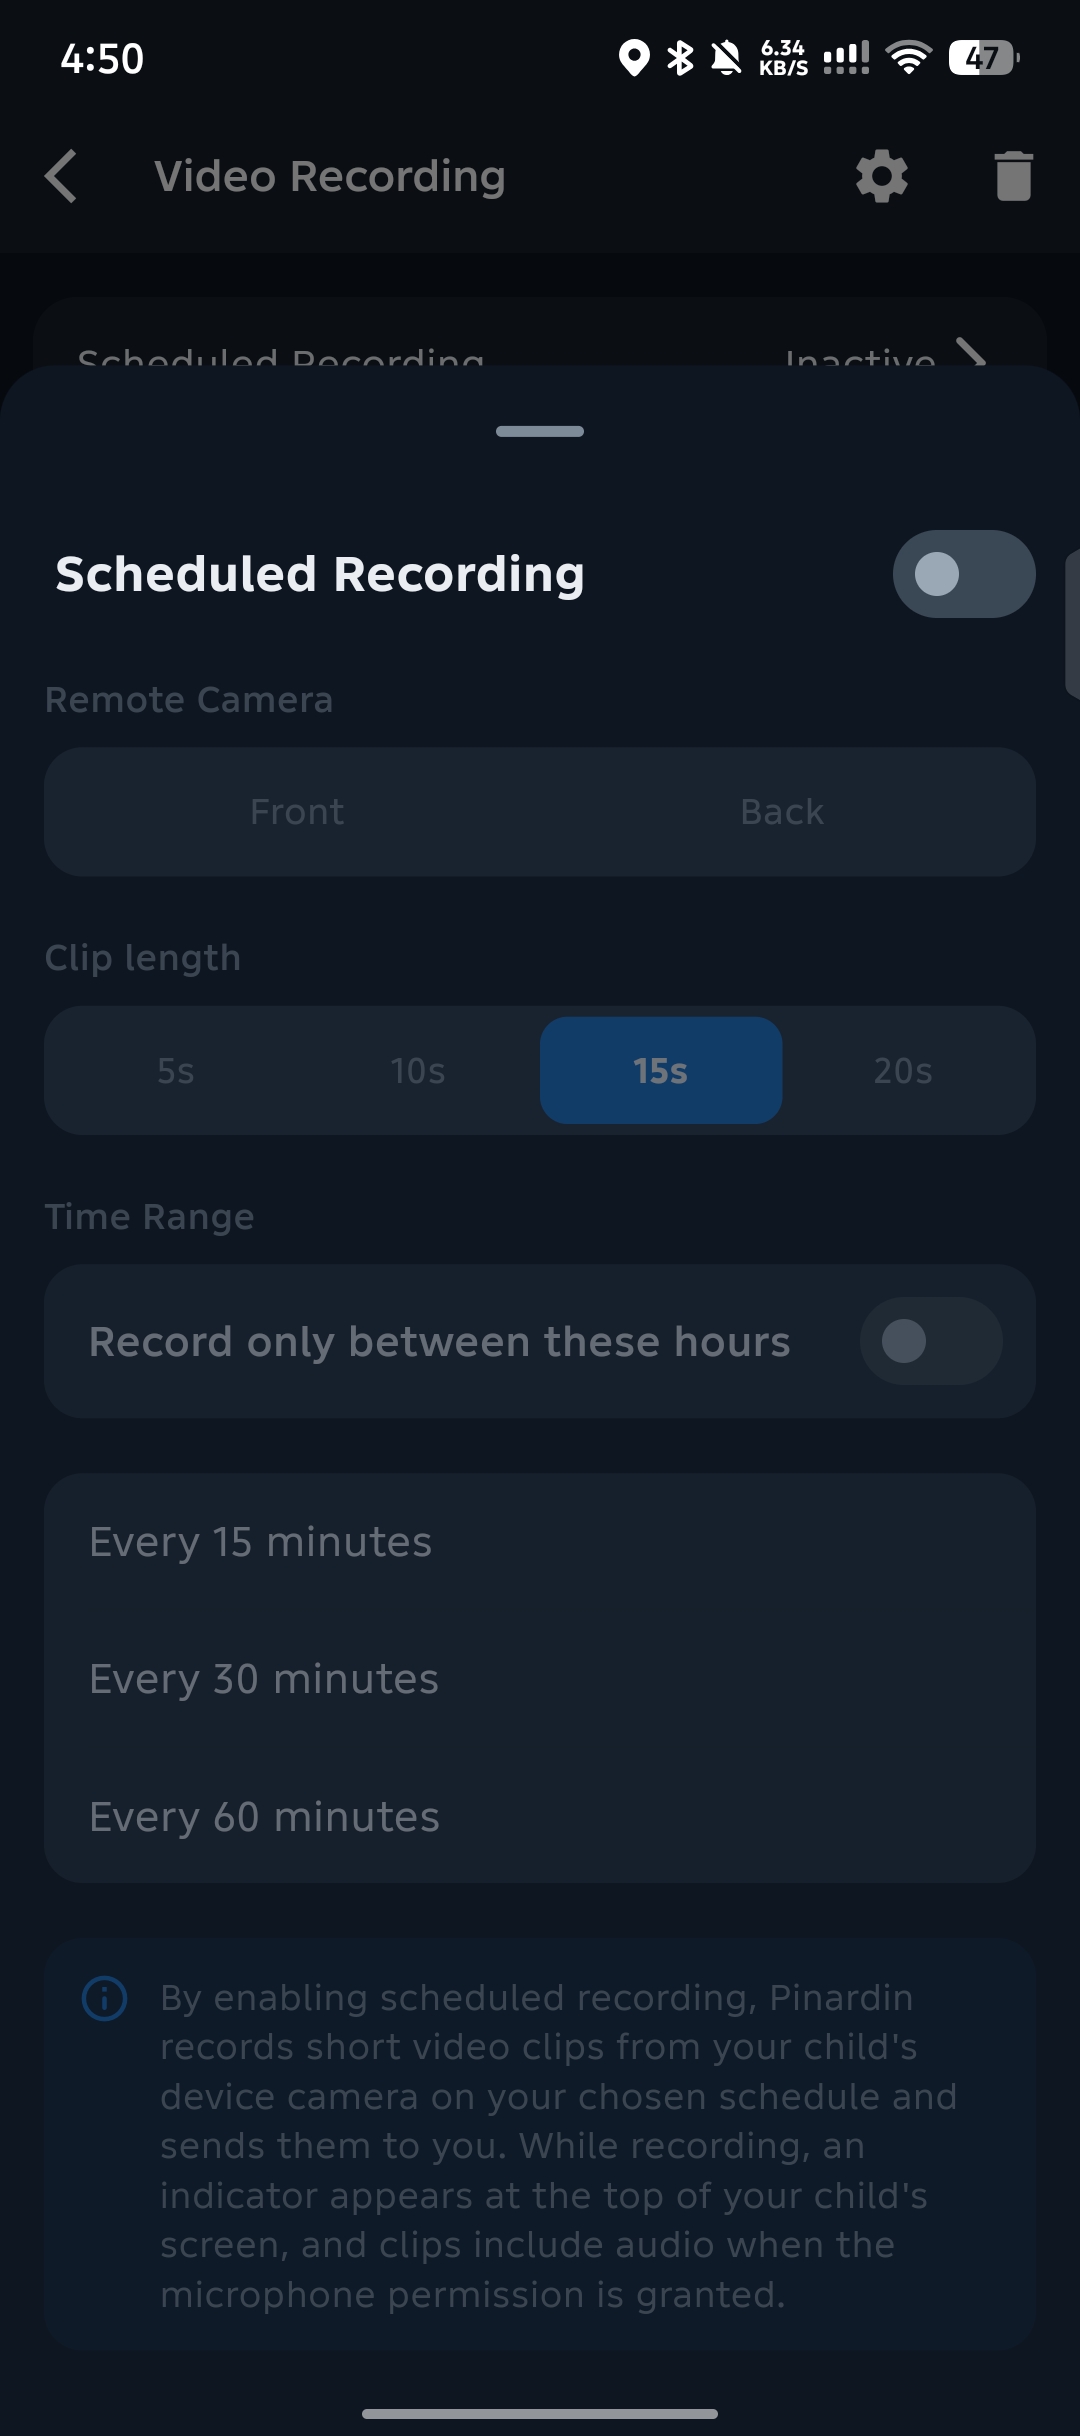 4:50
6.34
KB/S
47
Video Recording
Scheduled Recording
Inactive
Scheduled Recording
Remote Camera
Front
Back
Clip length
5s
10s
15s
20s
Time Range
Record only between these hours
Every 15 minutes
Every 30 minutes
Every 60 minutes
By enabling scheduled recording, Pinardin
records short video clips from your child's
device camera on your chosen schedule and
sends them to you. While recording, an
indicator appears at the top of your child's
screen, and clips include audio when the
microphone permission is granted.